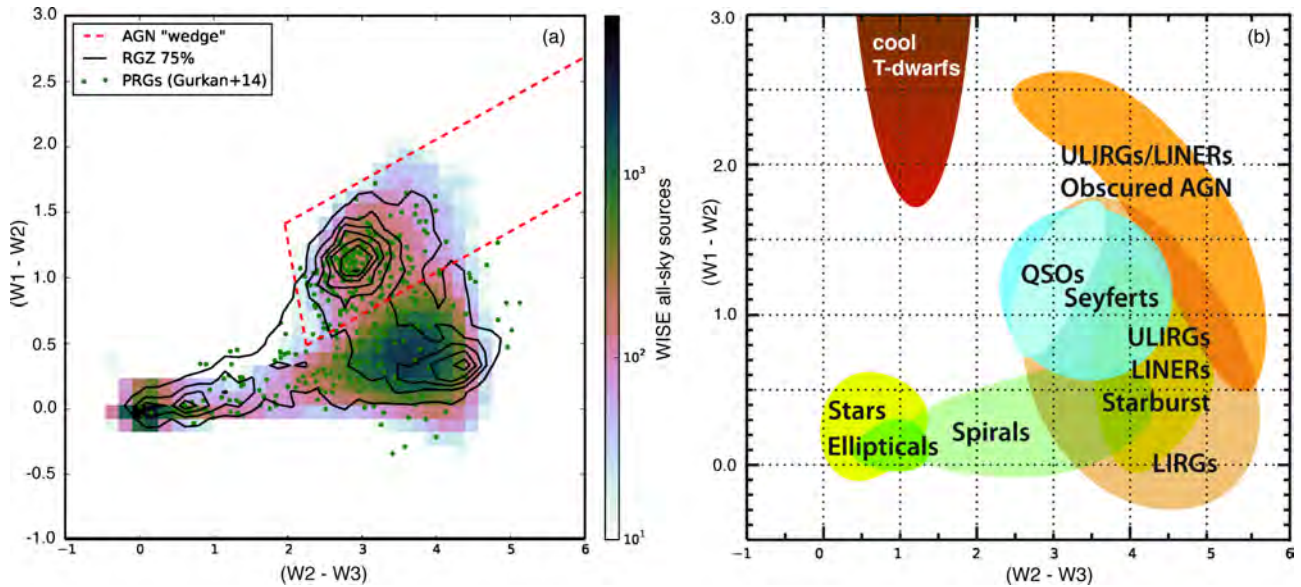 3.0
2.5
2.0
1.5
1.0
0.5
0.0
-0.5
-1.0
(W1 - W2)
AGN "wedge"
RGZ 75%
PRGs (Gurkan+14)
(a)
-1
0
1
2
3
4
5
6
(W2 - W3)
10³
10²
10¹
WISE all-sky sources
3.0
2.0
1.0
0.0
(W1 - W2)
(b)
cool
T-dwarfs
ULIRGs/LINERs
Obscured AGN
QSOs
Seyferts
ULIRGs
LINERs
Starburst
Stars
Ellipticals
Spirals
LIRGs
-1
0
1
2
3
4
5
6
(W2 - W3)